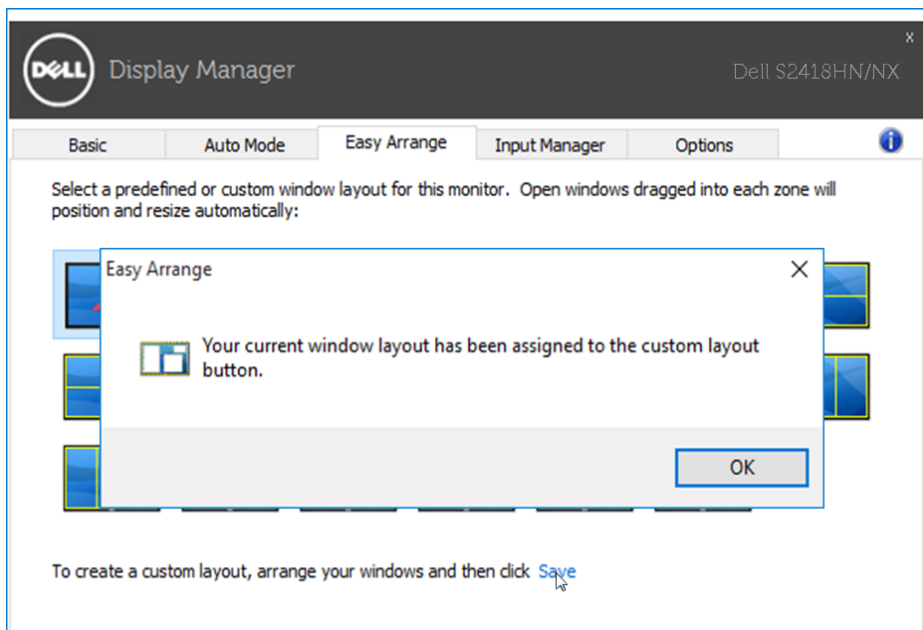 DELL
Display Manager
x
Dell S2418HN/NX
Basic
Auto Mode
Easy Arrange
Input Manager
Options
i
Select a predefined or custom window layout for this monitor. Open windows dragged into each zone will
position and resize automatically:
Easy Arrange
Your current window layout has been assigned to the custom layout
button.
OK
To create a custom layout, arrange your windows and then click Save